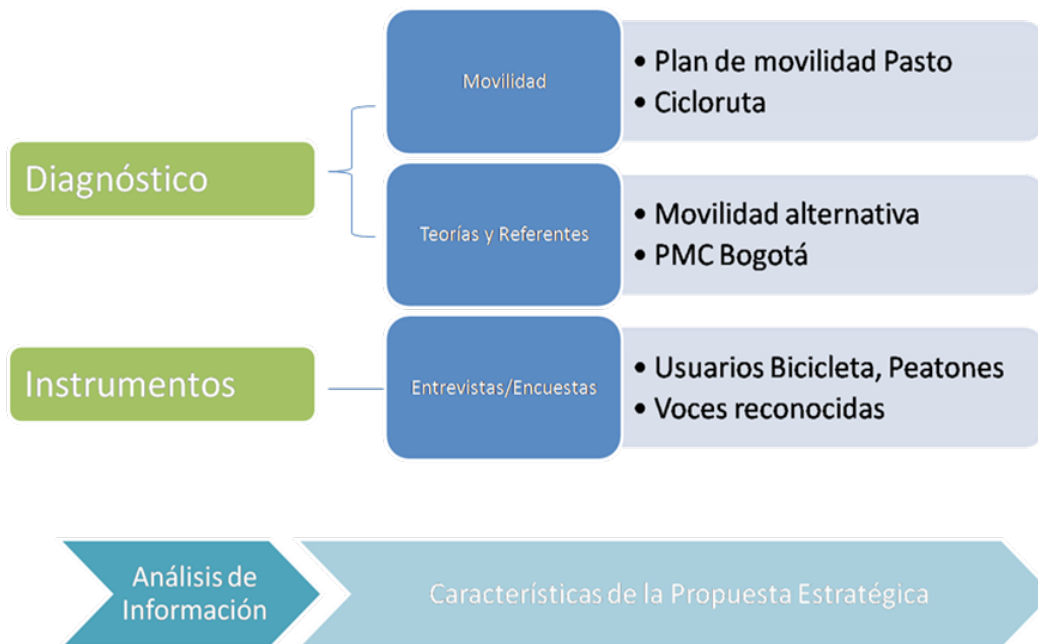 Diagnóstico
Movilidad
• Plan de movilidad Pasto
• Cicloruta
Teorías y Referentes
• Movilidad alternativa
• PMC Bogotá
Instrumentos
Entrevistas/Encuestas
• Usuarios Bicicleta, Peatones
• Voces reconocidas
Análisis de
Información
Características de la Propuesta Estratégica